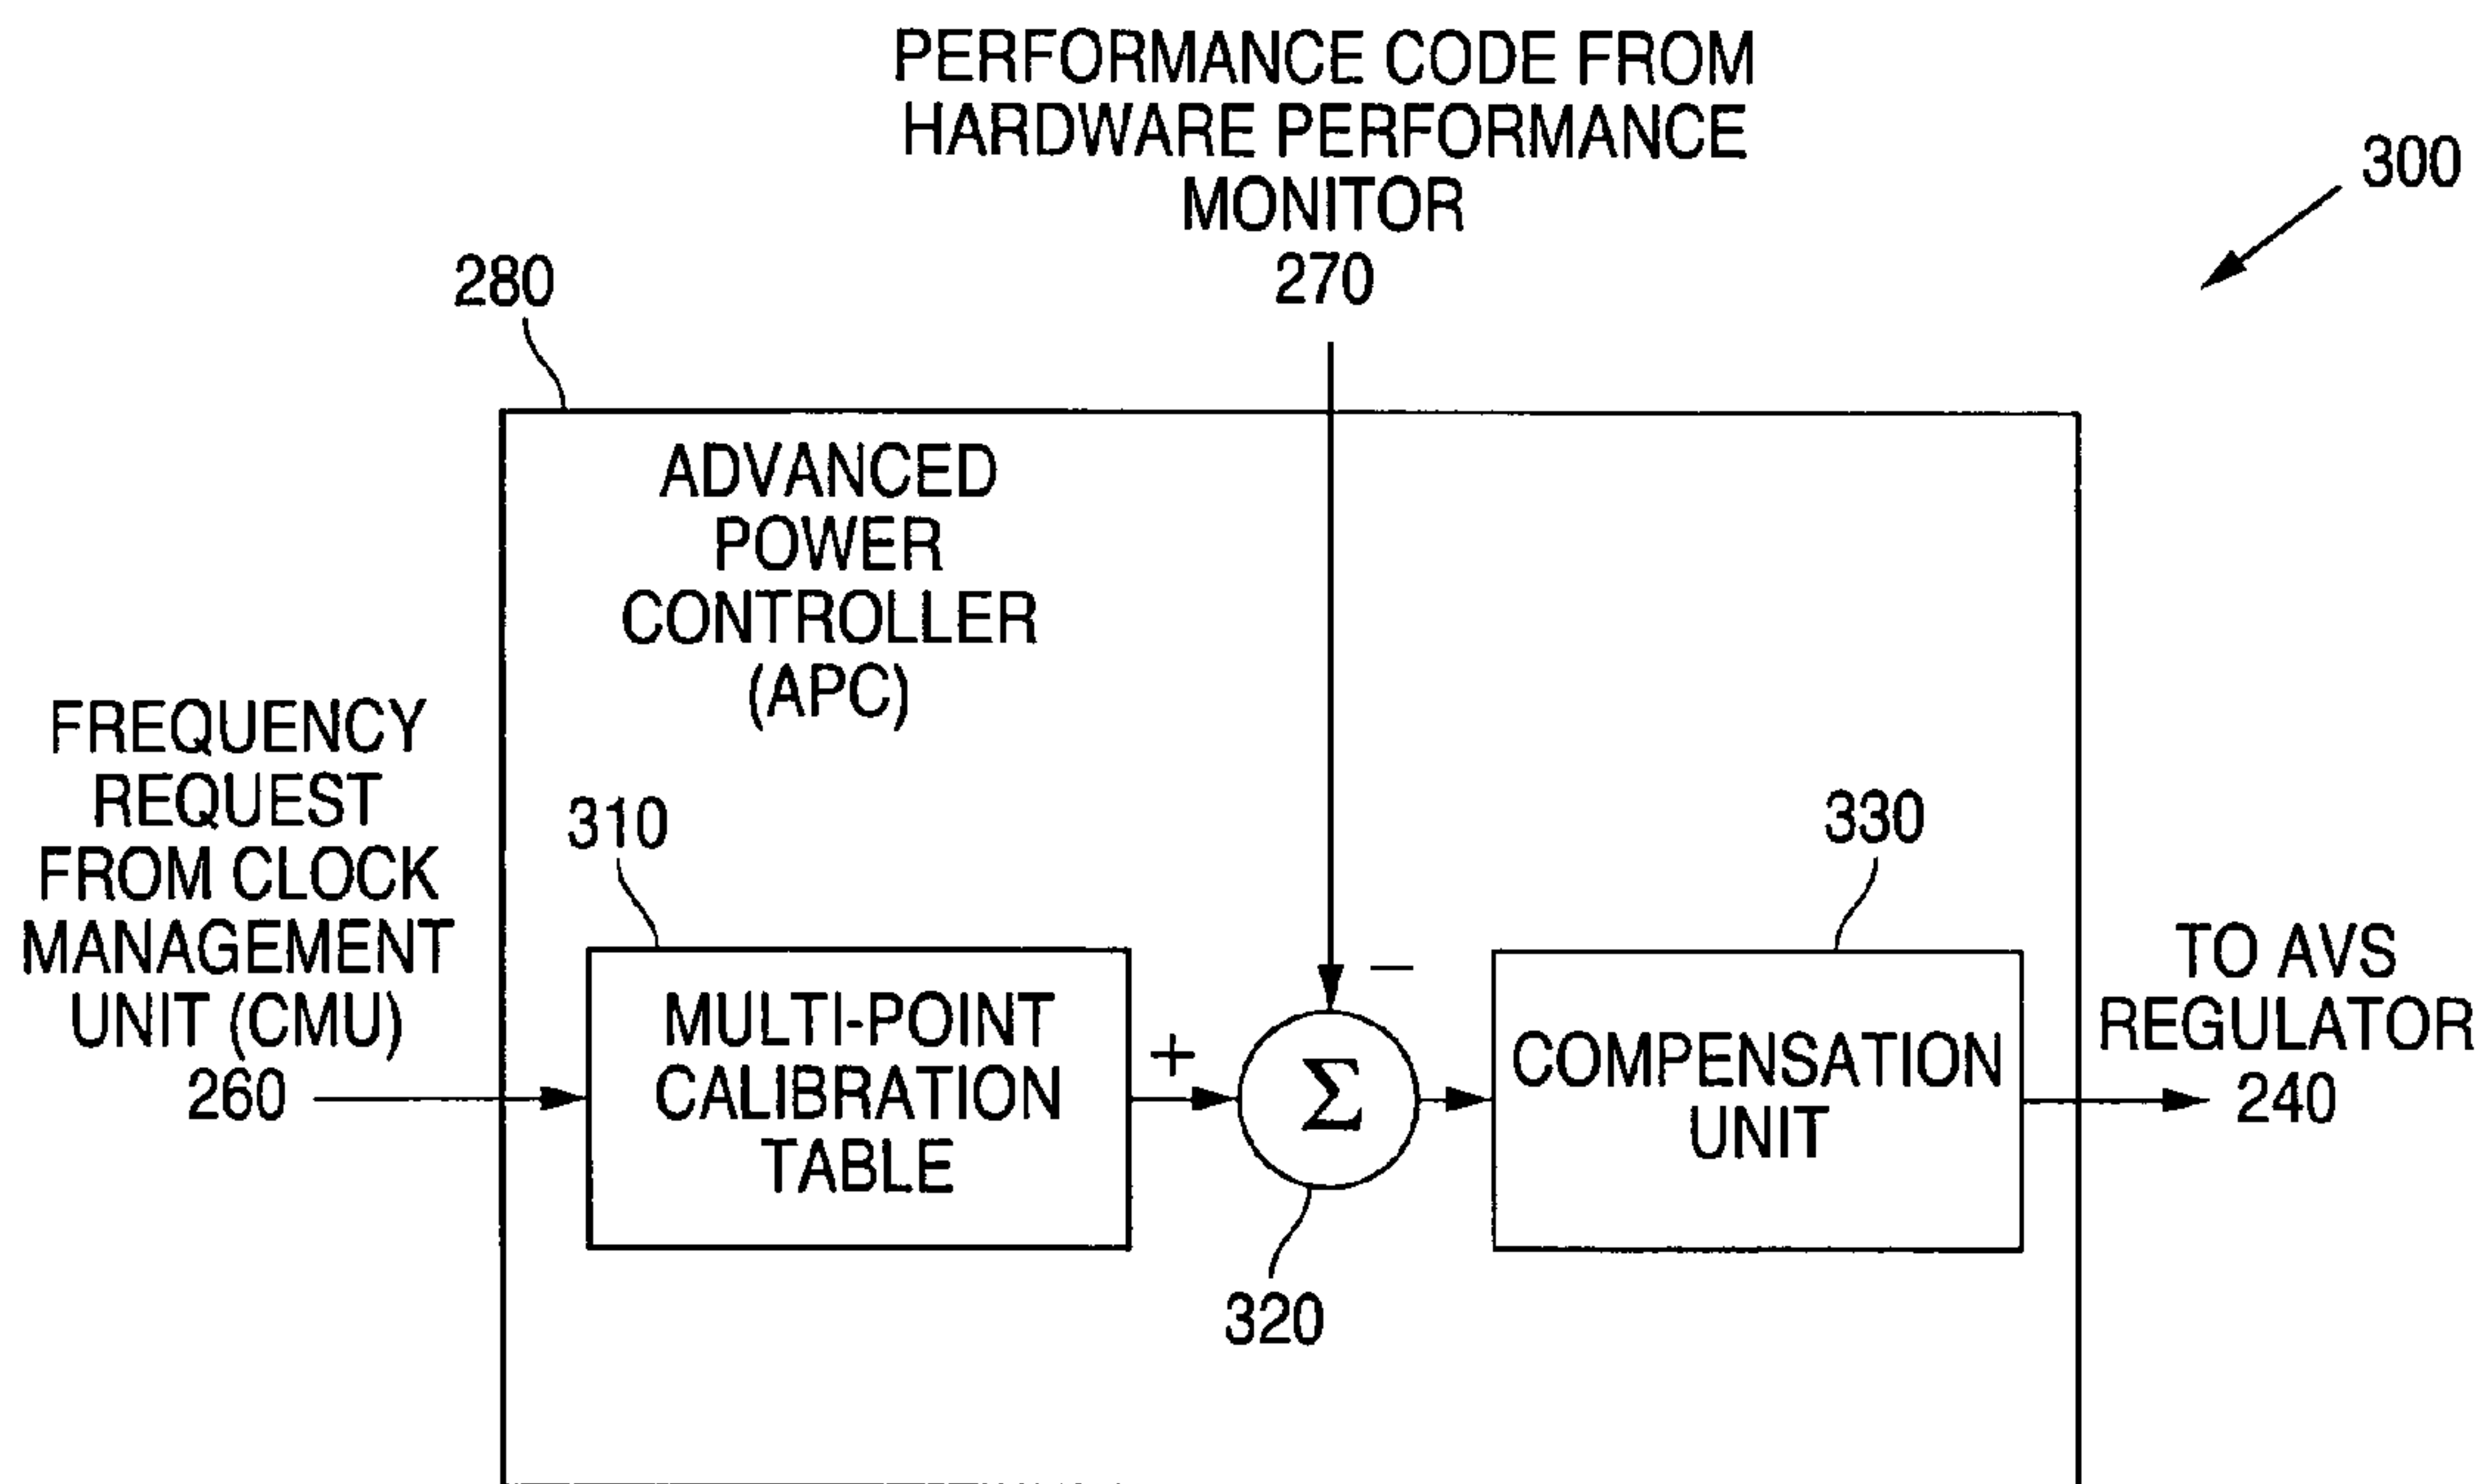 PERFORMANCE CODE FROM
HARDWARE PERFORMANCE
MONITOR
270
300
280
ADVANCED
POWER
CONTROLLER
(APC)
FREQUENCY
REQUEST
FROM CLOCK
MANAGEMENT
UNIT (CMU)
260
310
MULTI-POINT
CALIBRATION
TABLE
+
−
Σ
320
330
COMPENSATION
UNIT
TO AVS
REGULATOR
240